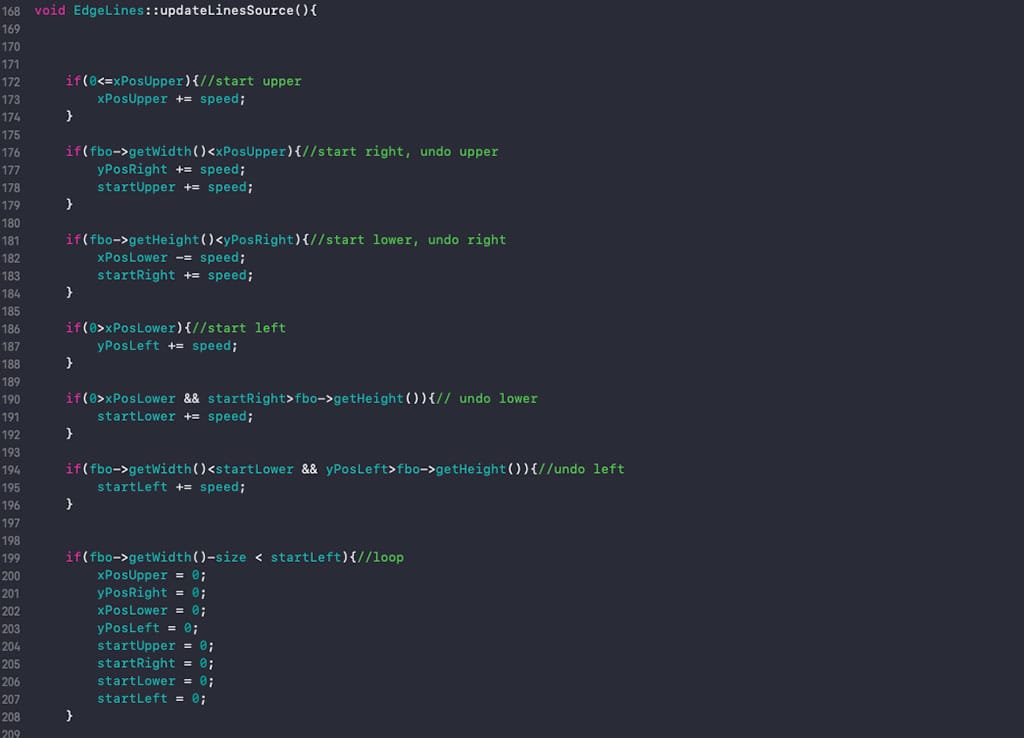 168 void EdgeLines::updateLinesSource(){
169
170
171
172     if(0<=xPosUpper){//start upper
173         xPosUpper += speed;
174     }
175
176     if(fbo->getWidth()<xPosUpper){//start right, undo upper
177         yPosRight += speed;
178         startUpper += speed;
179     }
180
181     if(fbo->getHeight()<yPosRight){//start lower, undo right
182         xPosLower -= speed;
183         startRight += speed;
184     }
185
186     if(0>xPosLower){//start left
187         yPosLeft += speed;
188     }
189
190     if(0>xPosLower && startRight>fbo->getHeight()){// undo lower
191         startLower += speed;
192     }
193
194     if(fbo->getWidth()<startLower && yPosLeft>fbo->getHeight()){//undo left
195         startLeft += speed;
196     }
197
198
199     if(fbo->getWidth()-size < startLeft){//loop
200         xPosUpper = 0;
201         yPosRight = 0;
202         xPosLower = 0;
203         yPosLeft = 0;
204         startUpper = 0;
205         startRight = 0;
206         startLower = 0;
207         startLeft = 0;
208     }
209